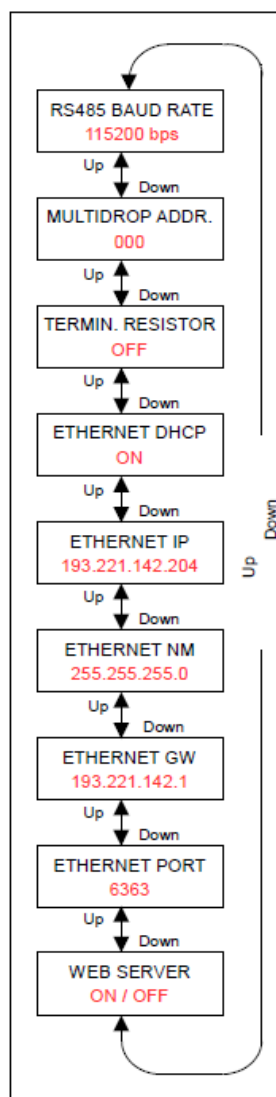 RS485 BAUD RATE
115200 bps
Up
Down
MULTIDROP ADDR.
000
Up
Down
TERMIN. RESISTOR
OFF
Up
Down
ETHERNET DHCP
ON
Up
Down
ETHERNET IP
193.221.142.204
Up
Down
ETHERNET NM
255.255.255.0
Up
Down
ETHERNET GW
193.221.142.1
Up
Down
ETHERNET PORT
6363
Up
Down
WEB SERVER
ON / OFF
Up
Down